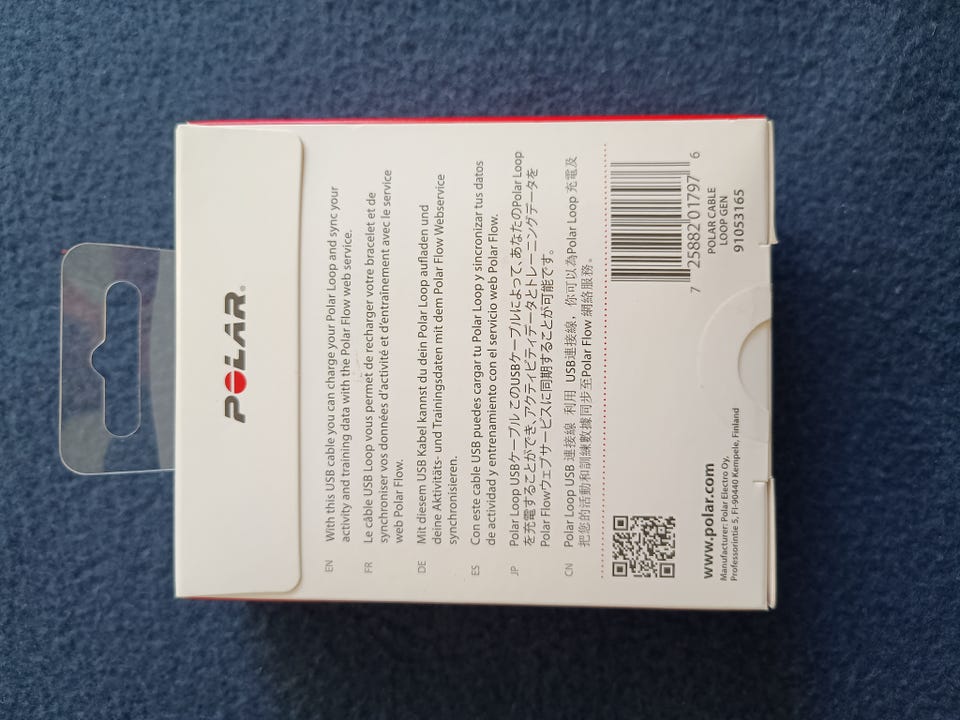 POLAR®
EN With this USB cable you can charge your Polar Loop and sync your
activity and training data with the Polar Flow web service.
FR Le câble USB Loop vous permet de recharger votre bracelet et de
synchroniser vos données d'activité et d'entraînement avec le service
web Polar Flow.
DE Mit diesem USB Kabel kannst du dein Polar Loop aufladen und
deine Aktivitäts- und Trainingsdaten mit dem Polar Flow Webservice
synchronisieren.
ES Con este cable USB puedes cargar tu Polar Loop y sincronizar tus datos
de actividad y entrenamiento con el servicio web Polar Flow.
JP Polar Loop USBケーブル このUSBケーブルによって、あなたのPolar Loop
を充電することができ、アクティビティデータとトレーニングデータを
Polar Flowウェブサービスに同期することが可能です。
CN Polar Loop USB 連接線 利用 USB連接線，你可以為Polar Loop 充電及
把您的活動和訓練數據同步至Polar Flow 網絡服務。
www.polar.com
Manufacturer: Polar Electro Oy,
Professorintie 5, FI-90440 Kempele, Finland
7 25882 01797 6
POLAR CABLE
LOOP GEN
91053165